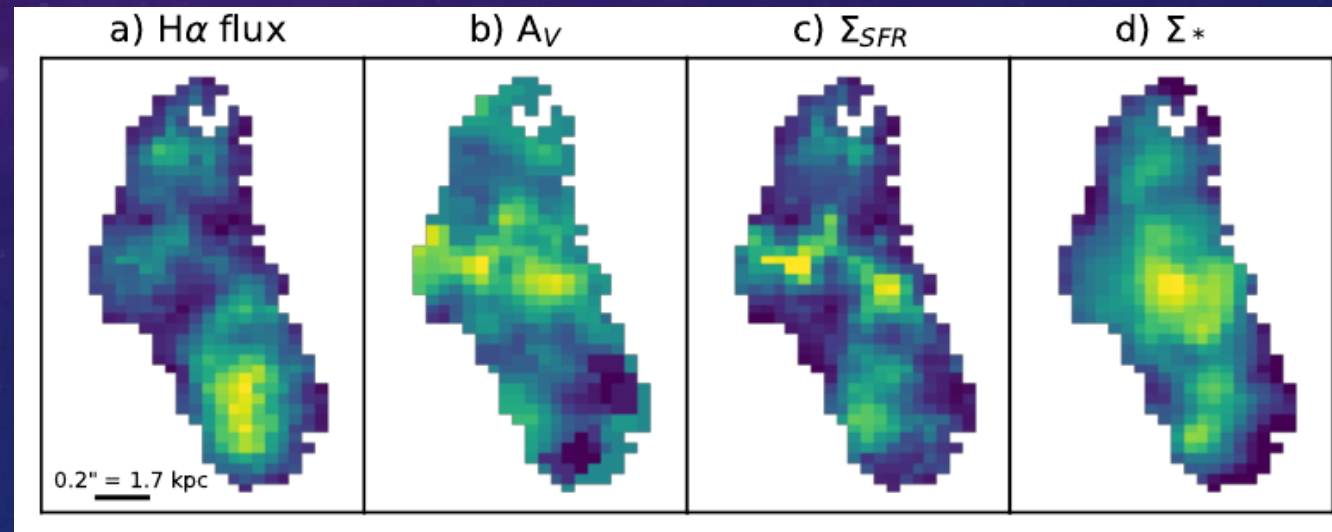 a) Hα flux
b) A_V
c) Σ_SFR
d) Σ_*
0.2" = 1.7 kpc